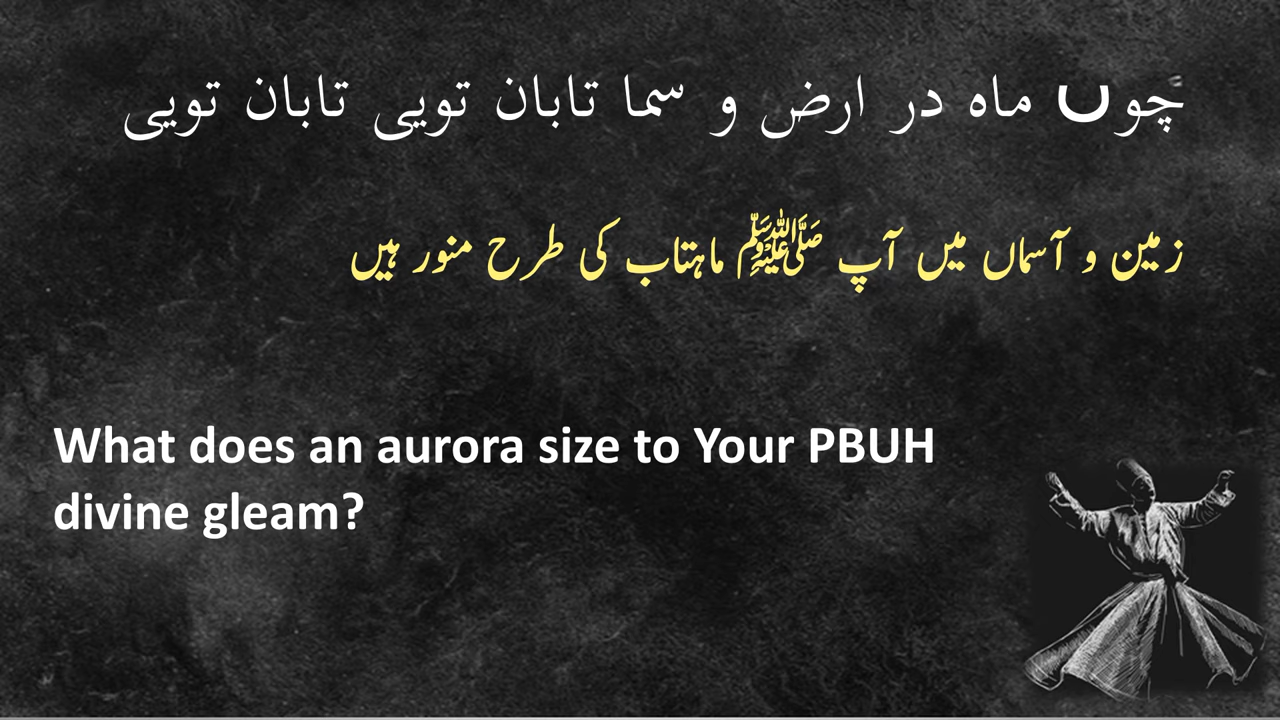 چوں ماه در ارض و سما تابان تویی تابان تویی
زمین و آسماں میں آپ ﷺ ماہتاب کی طرح منور ہیں
What does an aurora size to Your PBUH
divine gleam?